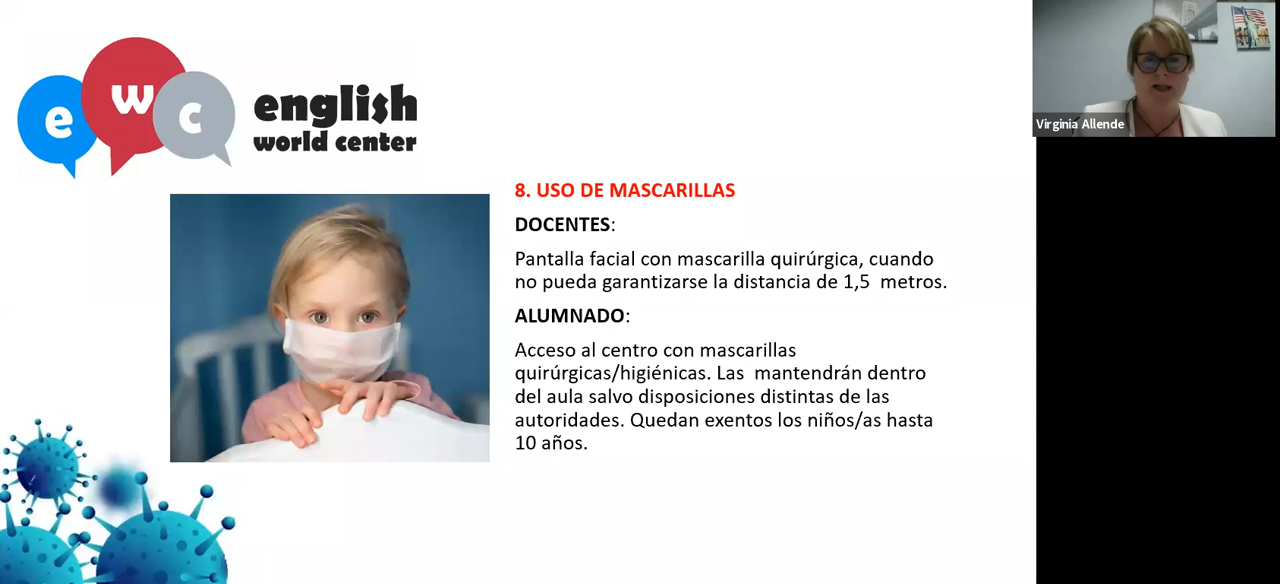 e w c
english
world center
Virginia Allende
8. USO DE MASCARILLAS
DOCENTES:
Pantalla facial con mascarilla quirúrgica, cuando
no pueda garantizarse la distancia de 1,5  metros.
ALUMNADO:
Acceso al centro con mascarillas
quirúrgicas/higiénicas. Las  mantendrán dentro
del aula salvo disposiciones distintas de las
autoridades. Quedan exentos los niños/as hasta
10 años.